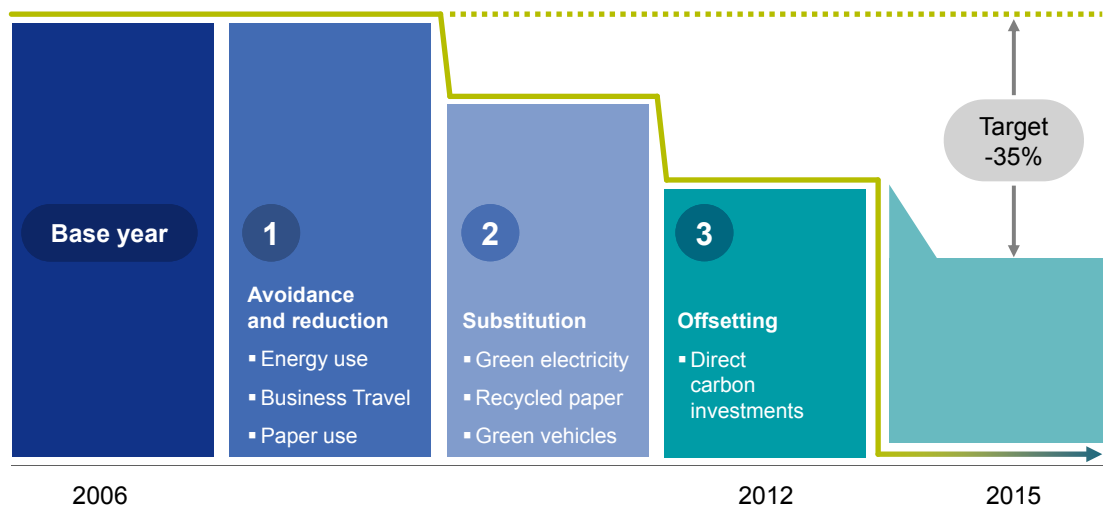 Target
-35%
Base year
1
Avoidance
and reduction
▪ Energy use
▪ Business Travel
▪ Paper use
2
Substitution
▪ Green electricity
▪ Recycled paper
▪ Green vehicles
3
Offsetting
▪ Direct
carbon
investments
2006
2012
2015